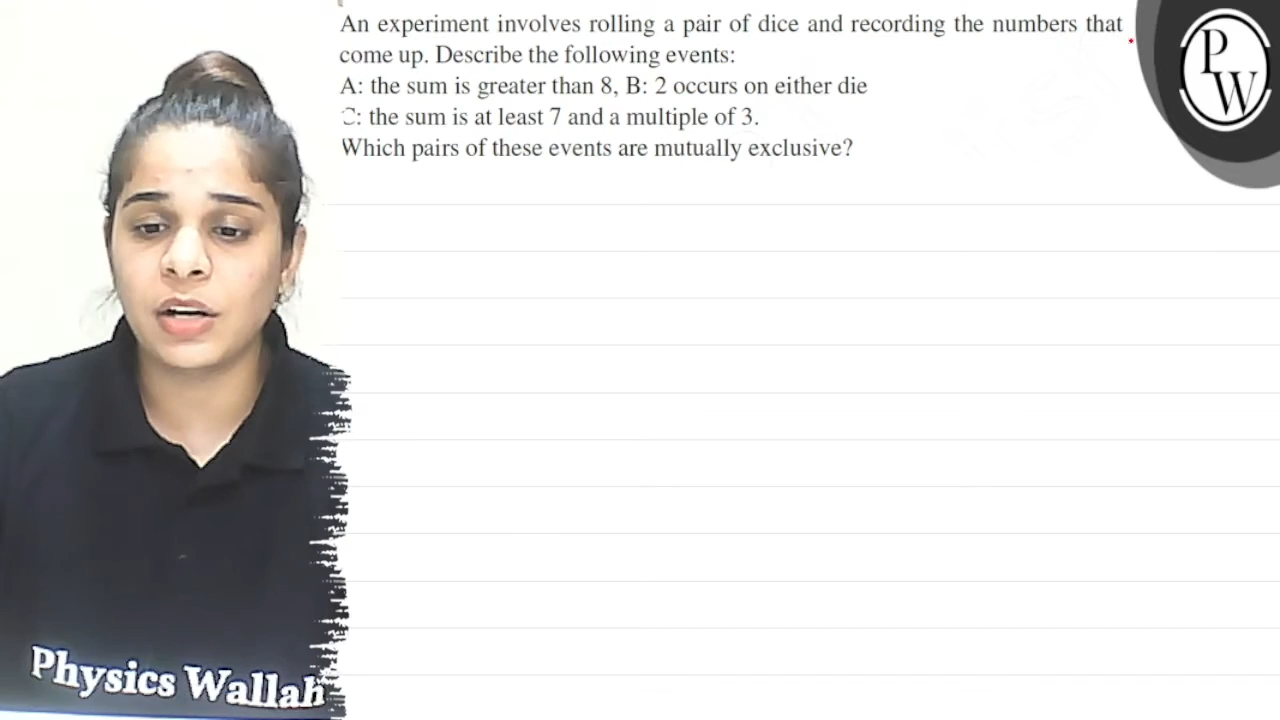 An experiment involves rolling a pair of dice and recording the numbers that
come up. Describe the following events:
A: the sum is greater than 8, B: 2 occurs on either die
C: the sum is at least 7 and a multiple of 3.
Which pairs of these events are mutually exclusive?
PW
Physics Wallah